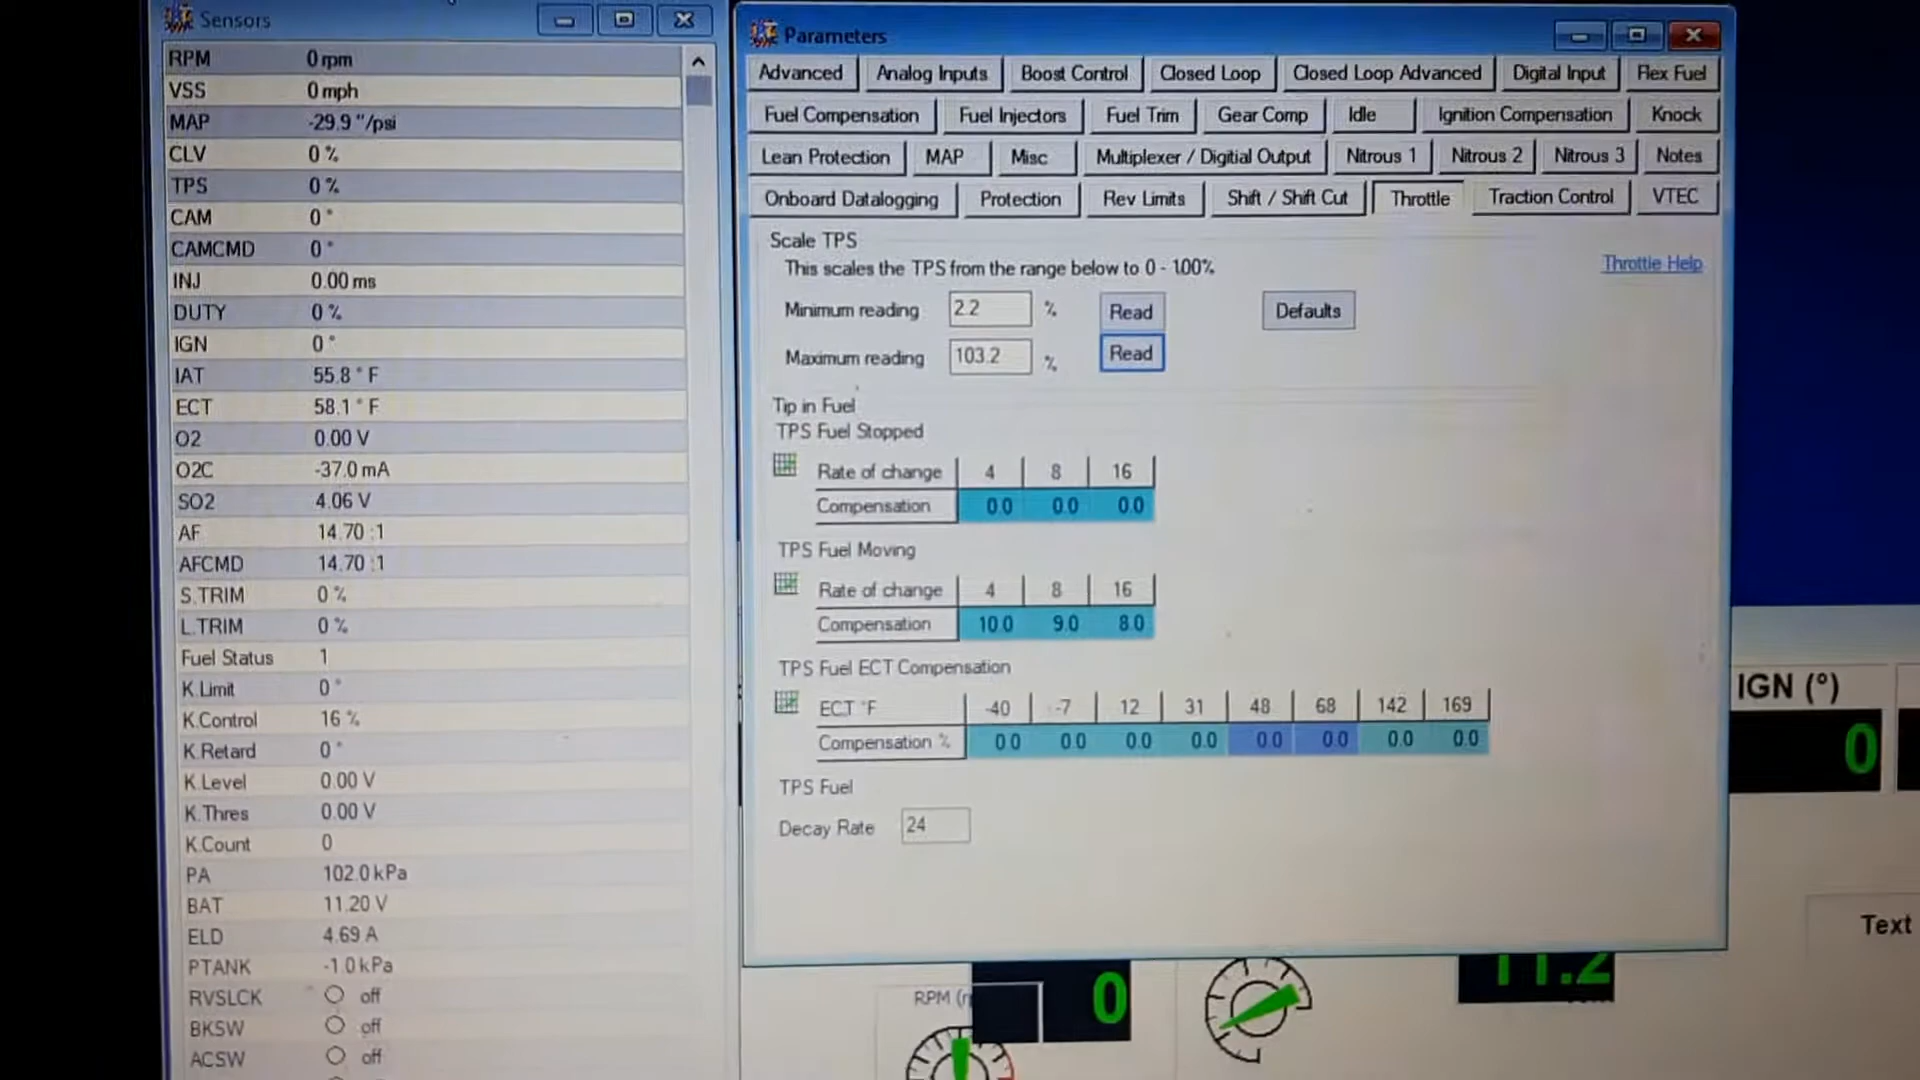 Sensors
RPM 0 rpm
VSS 0 mph
MAP -29.9 "/psi
CLV 0 %
TPS 0 %
CAM 0 °
CAMCMD 0 °
INJ 0.00 ms
DUTY 0 %
IGN 0 °
IAT 55.8 ° F
ECT 58.1 ° F
O2 0.00 V
O2C -37.0 mA
SO2 4.06 V
AF 14.70 :1
AFCMD 14.70 :1
S.TRIM 0 %
L.TRIM 0 %
Fuel Status 1
K.Limit 0 °
K.Control 16 %
K.Retard 0 °
K.Level 0.00 V
K.Thres 0.00 V
K.Count 0
PA 102.0 kPa
BAT 11.20 V
ELD 4.69 A
PTANK -1.0 kPa
RVSLCK off
BKSW off
ACSW off
Parameters
Advanced Analog Inputs Boost Control Closed Loop Closed Loop Advanced Digital Input Flex Fuel
Fuel Compensation Fuel Injectors Fuel Trim Gear Comp Idle Ignition Compensation Knock
Lean Protection MAP Misc Multiplexer / Digitial Output Nitrous 1 Nitrous 2 Nitrous 3 Notes
Onboard Datalogging Protection Rev Limits Shift / Shift Cut Throttle Traction Control VTEC
Scale TPS
This scales the TPS from the range below to 0 - 100%
Throttle Help
Minimum reading 2.2 % Read Defaults
Maximum reading 103.2 % Read
Tip in Fuel
TPS Fuel Stopped
Rate of change 4 8 16
Compensation 0.0 0.0 0.0
TPS Fuel Moving
Rate of change 4 8 16
Compensation 10.0 9.0 8.0
TPS Fuel ECT Compensation
ECT °F -40 -7 12 31 48 68 142 169
Compensation % 0.0 0.0 0.0 0.0 0.0 0.0 0.0 0.0
TPS Fuel
Decay Rate 24
IGN (°)
0
Text
RPM (r
0
11.2